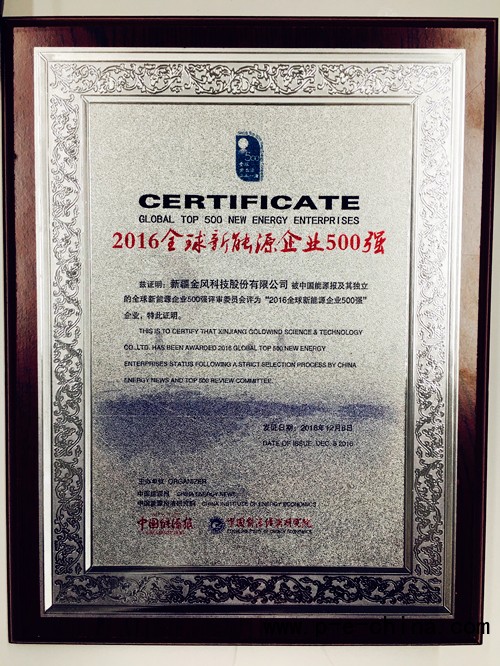 500
CERTIFICATE
GLOBAL TOP 500 NEW ENERGY ENTERPRISES
2016全球新能源企业500强
兹证明：新疆金风科技股份有限公司 被中国能源报及其独立
的全球新能源企业500强评审委员会评为“2016全球新能源企业500强”
企业，特此证明。
THIS IS TO CERTIFY THAT XINJIANG GOLDWIND SCIENCE & TECHNOLOGY
CO.,LTD. HAS BEEN AWARDED 2016 GLOBAL TOP 500 NEW ENERGY
ENTERPRISES STATUS FOLLOWING A STRICT SELECTION PROCESS BY CHINA
ENERGY NEWS AND TOP 500 REVIEW COMMITTEE.
发证日期：2016年12月8日
DATE OF ISSUE: DEC. 8 2016
主办单位 ORGANIZER
中国能源报 CHINA ENERGY NEWS
中国能源经济研究院 CHINA INSTITUTE OF ENERGY ECONOMICS
中国能源报
中国能源经济研究院